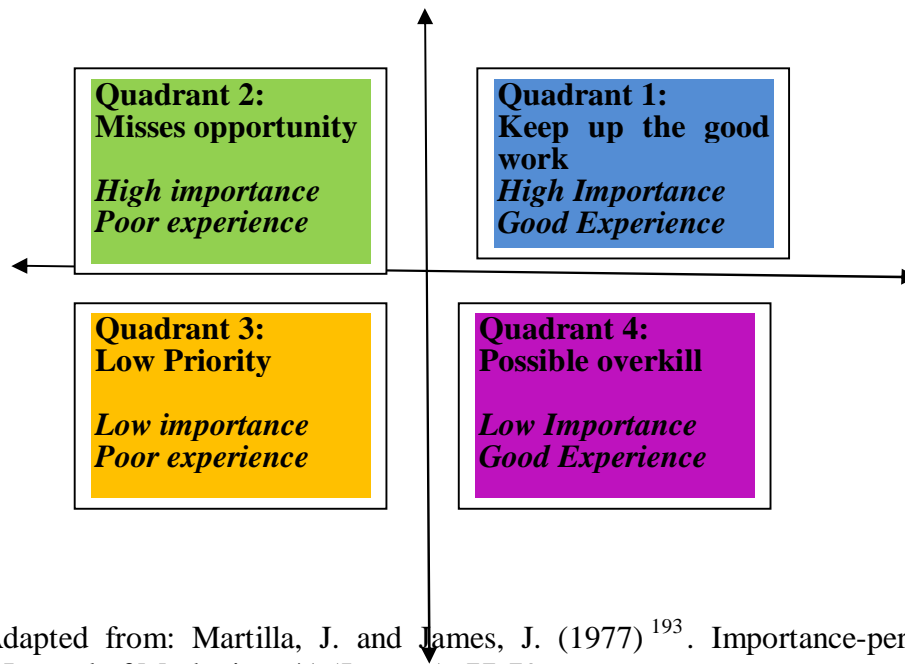 Quadrant 2:
Misses opportunity
High importance
Poor experience
Quadrant 1:
Keep up the good
work
High Importance
Good Experience
Quadrant 3:
Low Priority
Low importance
Poor experience
Quadrant 4:
Possible overkill
Low Importance
Good Experience
from: Martilla, J. and James, J. (1977) 193. Importance-per